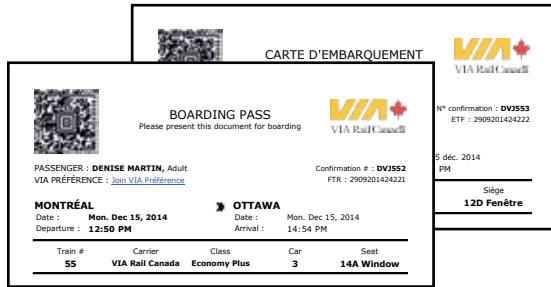 CARTE D'EMBARQUEMENT
VIA Rail Canada
N° confirmation : DVJ553
ETF : 2909201424222
5 déc. 2014
PM
Siège
12D Fenêtre
BOARDING PASS
Please present this document for boarding
VIA Rail Canada
PASSENGER : DENISE MARTIN, Adult
Confirmation # : DVJ552
VIA PRÉFÉRENCE : Join VIA Préférence
FTR : 2909201424221
MONTRÉAL OTTAWA
Date : Mon. Dec 15, 2014 Date : Mon. Dec 15, 2014
Departure : 12:50 PM Arrival : 14:54 PM
Train # Carrier Class Car Seat
55 VIA Rail Canada Economy Plus 3 14A Window